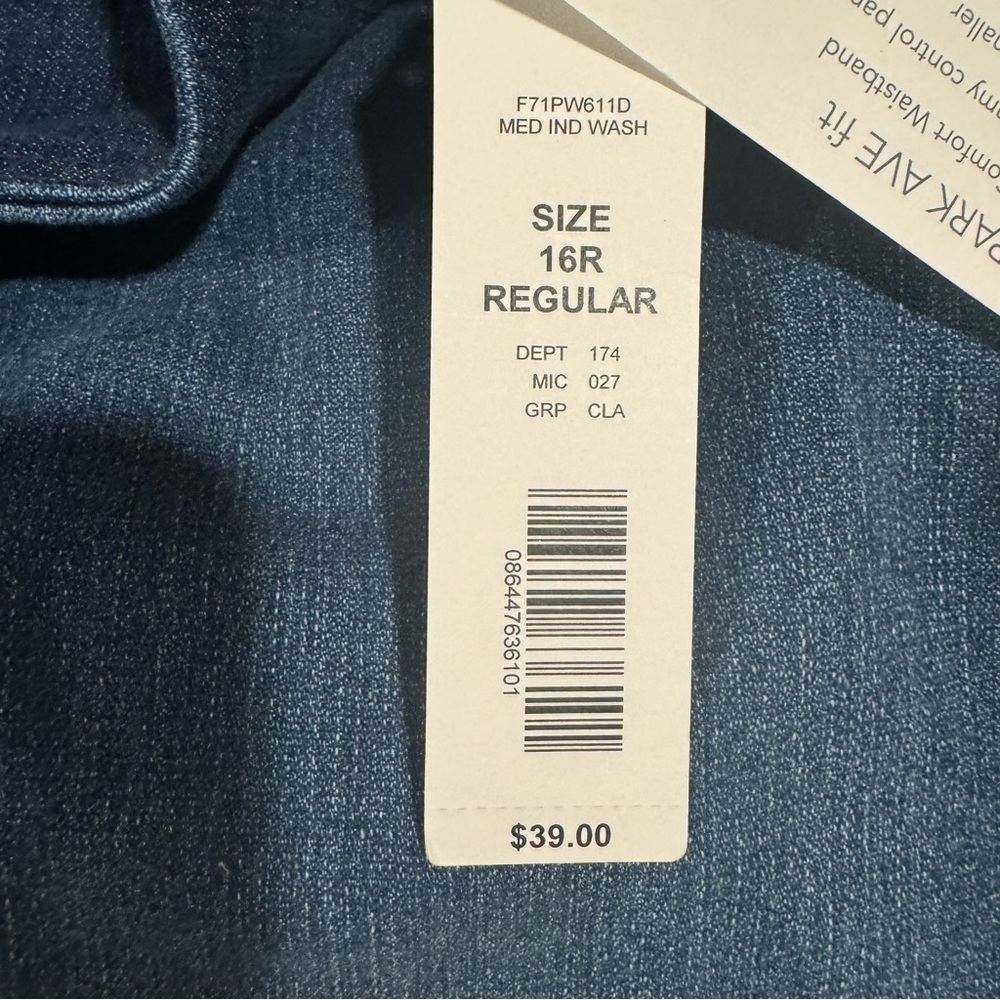 F71PW611D
MED IND WASH
SIZE
16R
REGULAR
DEPT 174
MIC 027
GRP CLA
086447636101
$39.00
PARK AVE fit
Comfort Waistband
control